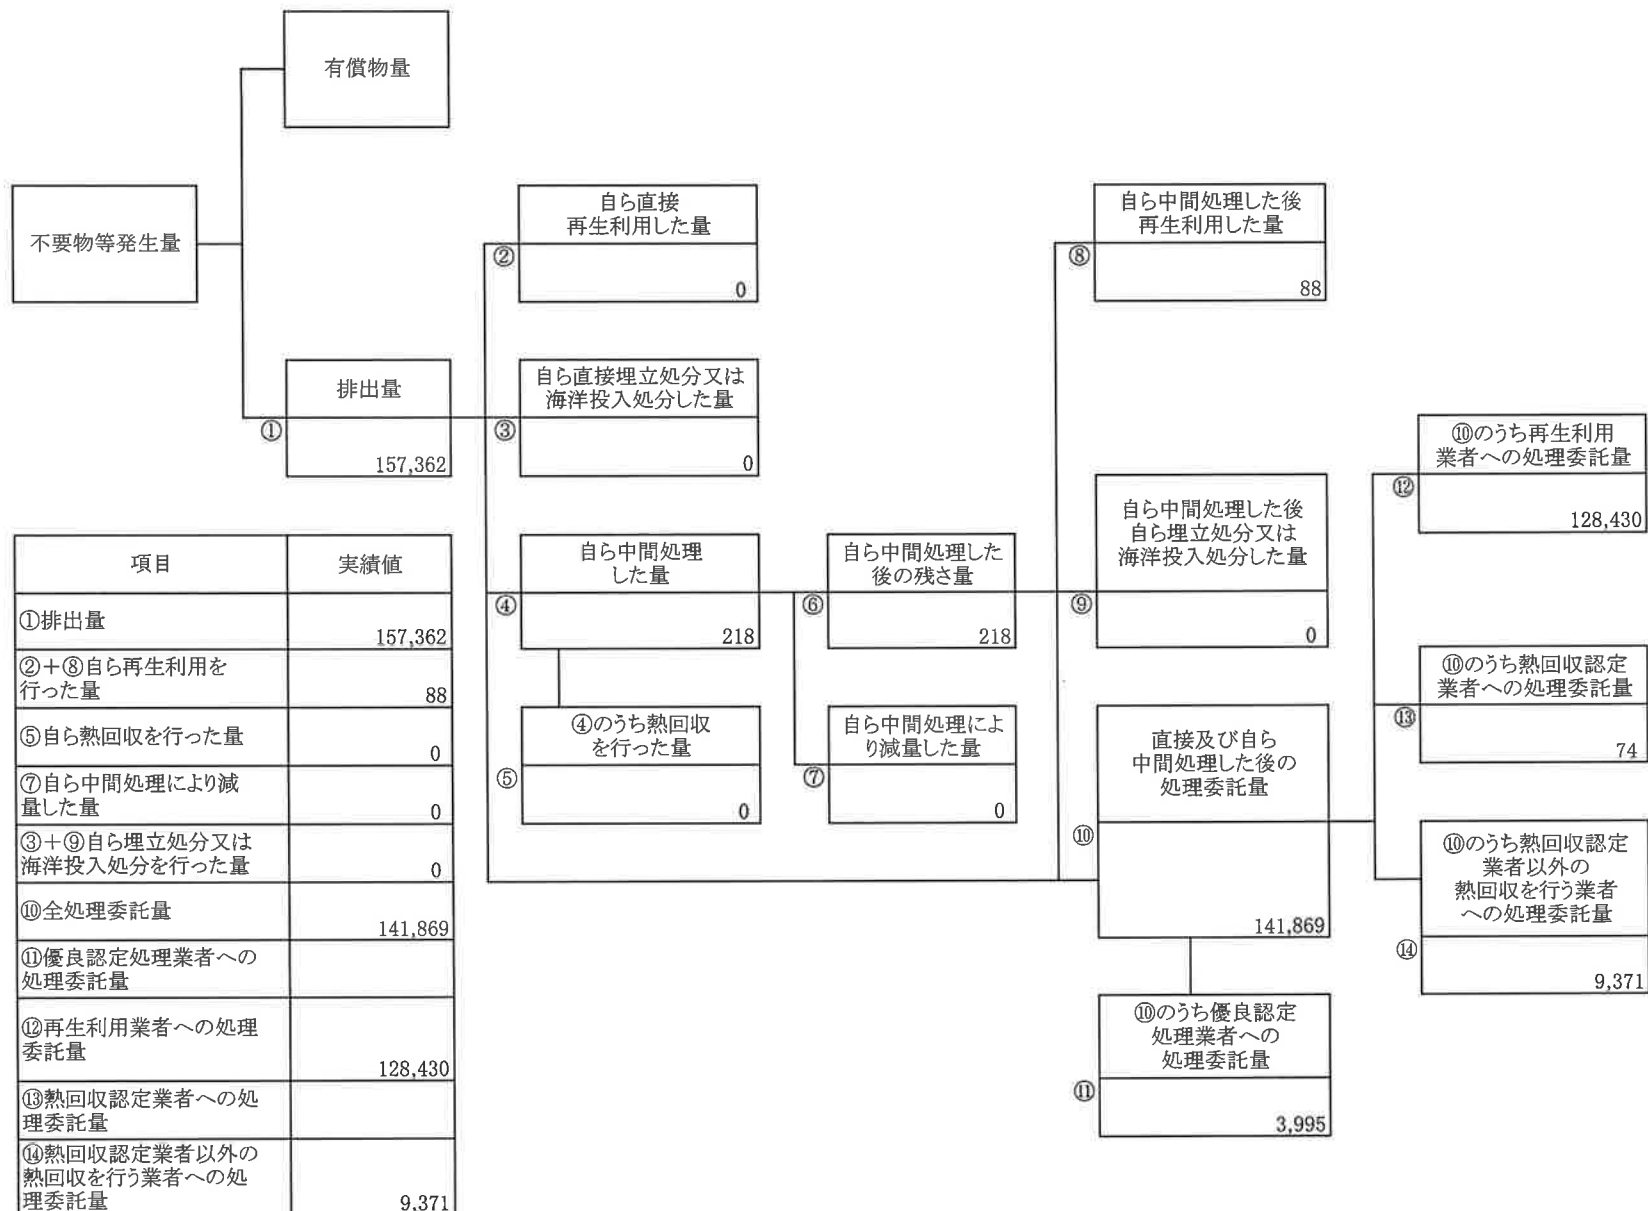 有償物量
不要物等発生量
自ら直接
再生利用した量
②
0
自ら中間処理した後
再生利用した量
⑧
88
排出量
①
157,362
自ら直接埋立処分又は
海洋投入処分した量
③
0
⑩のうち再生利用
業者への処理委託量
⑫
128,430
自ら中間処理
した量
④
218
自ら中間処理した
後の残さ量
⑥
218
自ら中間処理した後
自ら埋立処分又は
海洋投入処分した量
⑨
0
⑩のうち熱回収認定
業者への処理委託量
⑬
74
④のうち熱回収
を行った量
⑤
0
自ら中間処理によ
り減量した量
⑦
0
直接及び自ら
中間処理した後の
処理委託量
⑩
141,869
⑩のうち熱回収認定
業者以外の
熱回収を行う業者
への処理委託量
⑭
9,371
⑩のうち優良認定
処理業者への
処理委託量
⑪
3,995
項目 実績値
①排出量
157,362
②+⑧自ら再生利用を
行った量 88
⑤自ら熱回収を行った量
0
⑦自ら中間処理により減
量した量 0
③+⑨自ら埋立処分又は
海洋投入処分を行った量 0
⑩全処理委託量
141,869
⑪優良認定処理業者への
処理委託量
⑫再生利用業者への処理
委託量
128,430
⑬熱回収認定業者への処
理委託量
⑭熱回収認定業者以外の
熱回収を行う業者への処
理委託量 9,371